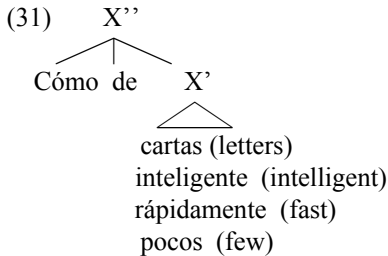 (31) X’’
Cómo de X’
cartas (letters)
inteligente (intelligent)
rápidamente (fast)
pocos (few)